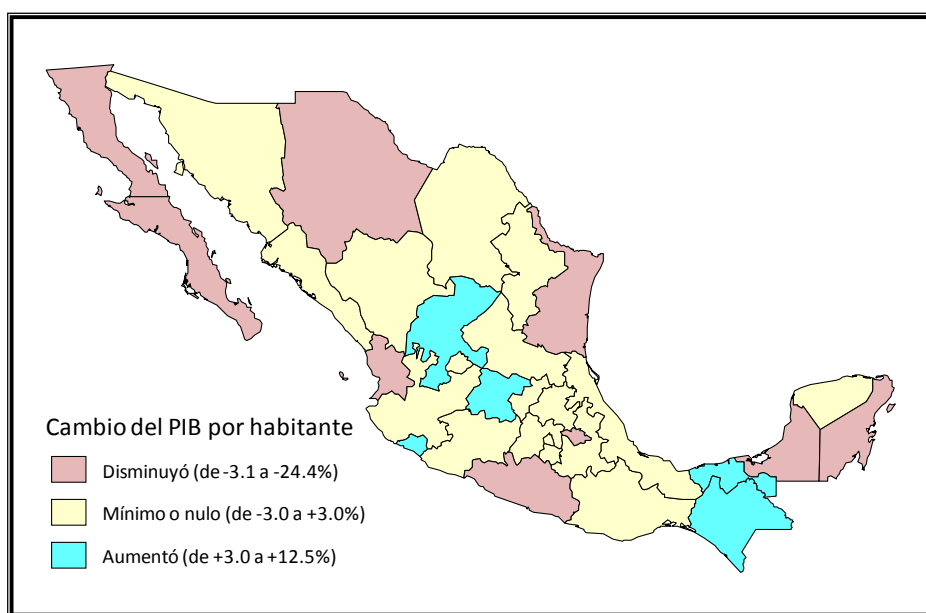 Cambio del PIB por habitante
Disminuyó (de -3.1 a -24.4%)
Mínimo o nulo (de -3.0 a +3.0%)
Aumentó (de +3.0 a +12.5%)